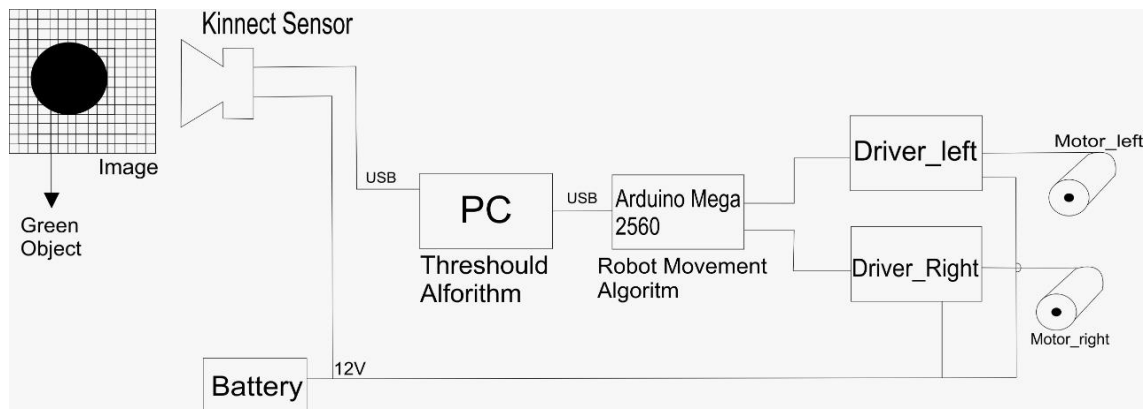 Kinnect Sensor
Image
Green
Object
USB
PC
Threshould
Alforithm
USB
Arduino Mega
2560
Robot Movement
Algoritm
Driver_left
Motor_left
Driver_Right
Motor_right
12V
Battery